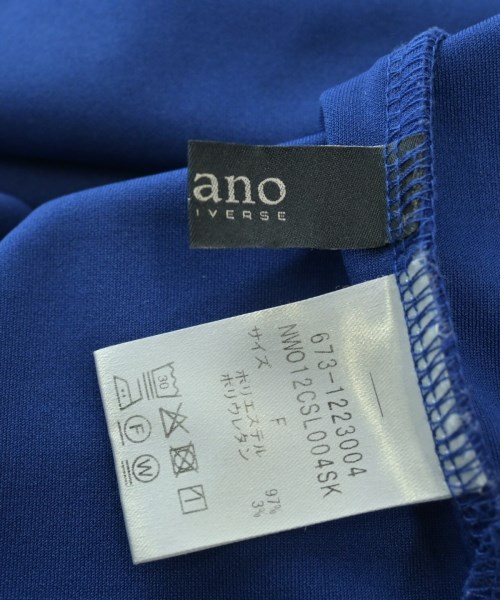 ano
IVERSE
673-1223004
NW012CSL004SK
サイズ F
ポリエステル 97%
ポリウレタン 3%
30
F
W